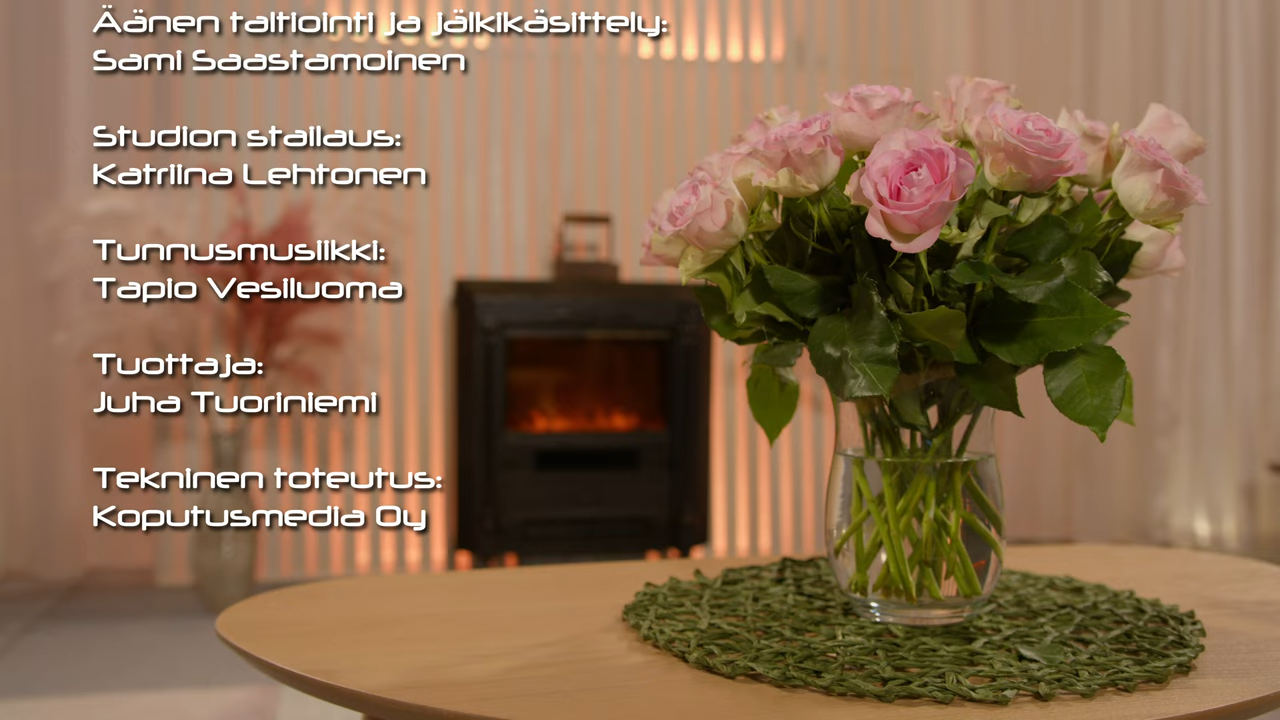 Äänen taltiointi ja jälkikäsittely:
Sami Saastamoinen
Studion stailaus:
Katriina Lehtonen
Tunnusmusiikki:
Tapio Vesiluoma
Tuottaja:
Juha Tuoriniemi
Tekninen toteutus:
Koputusmedia Oy